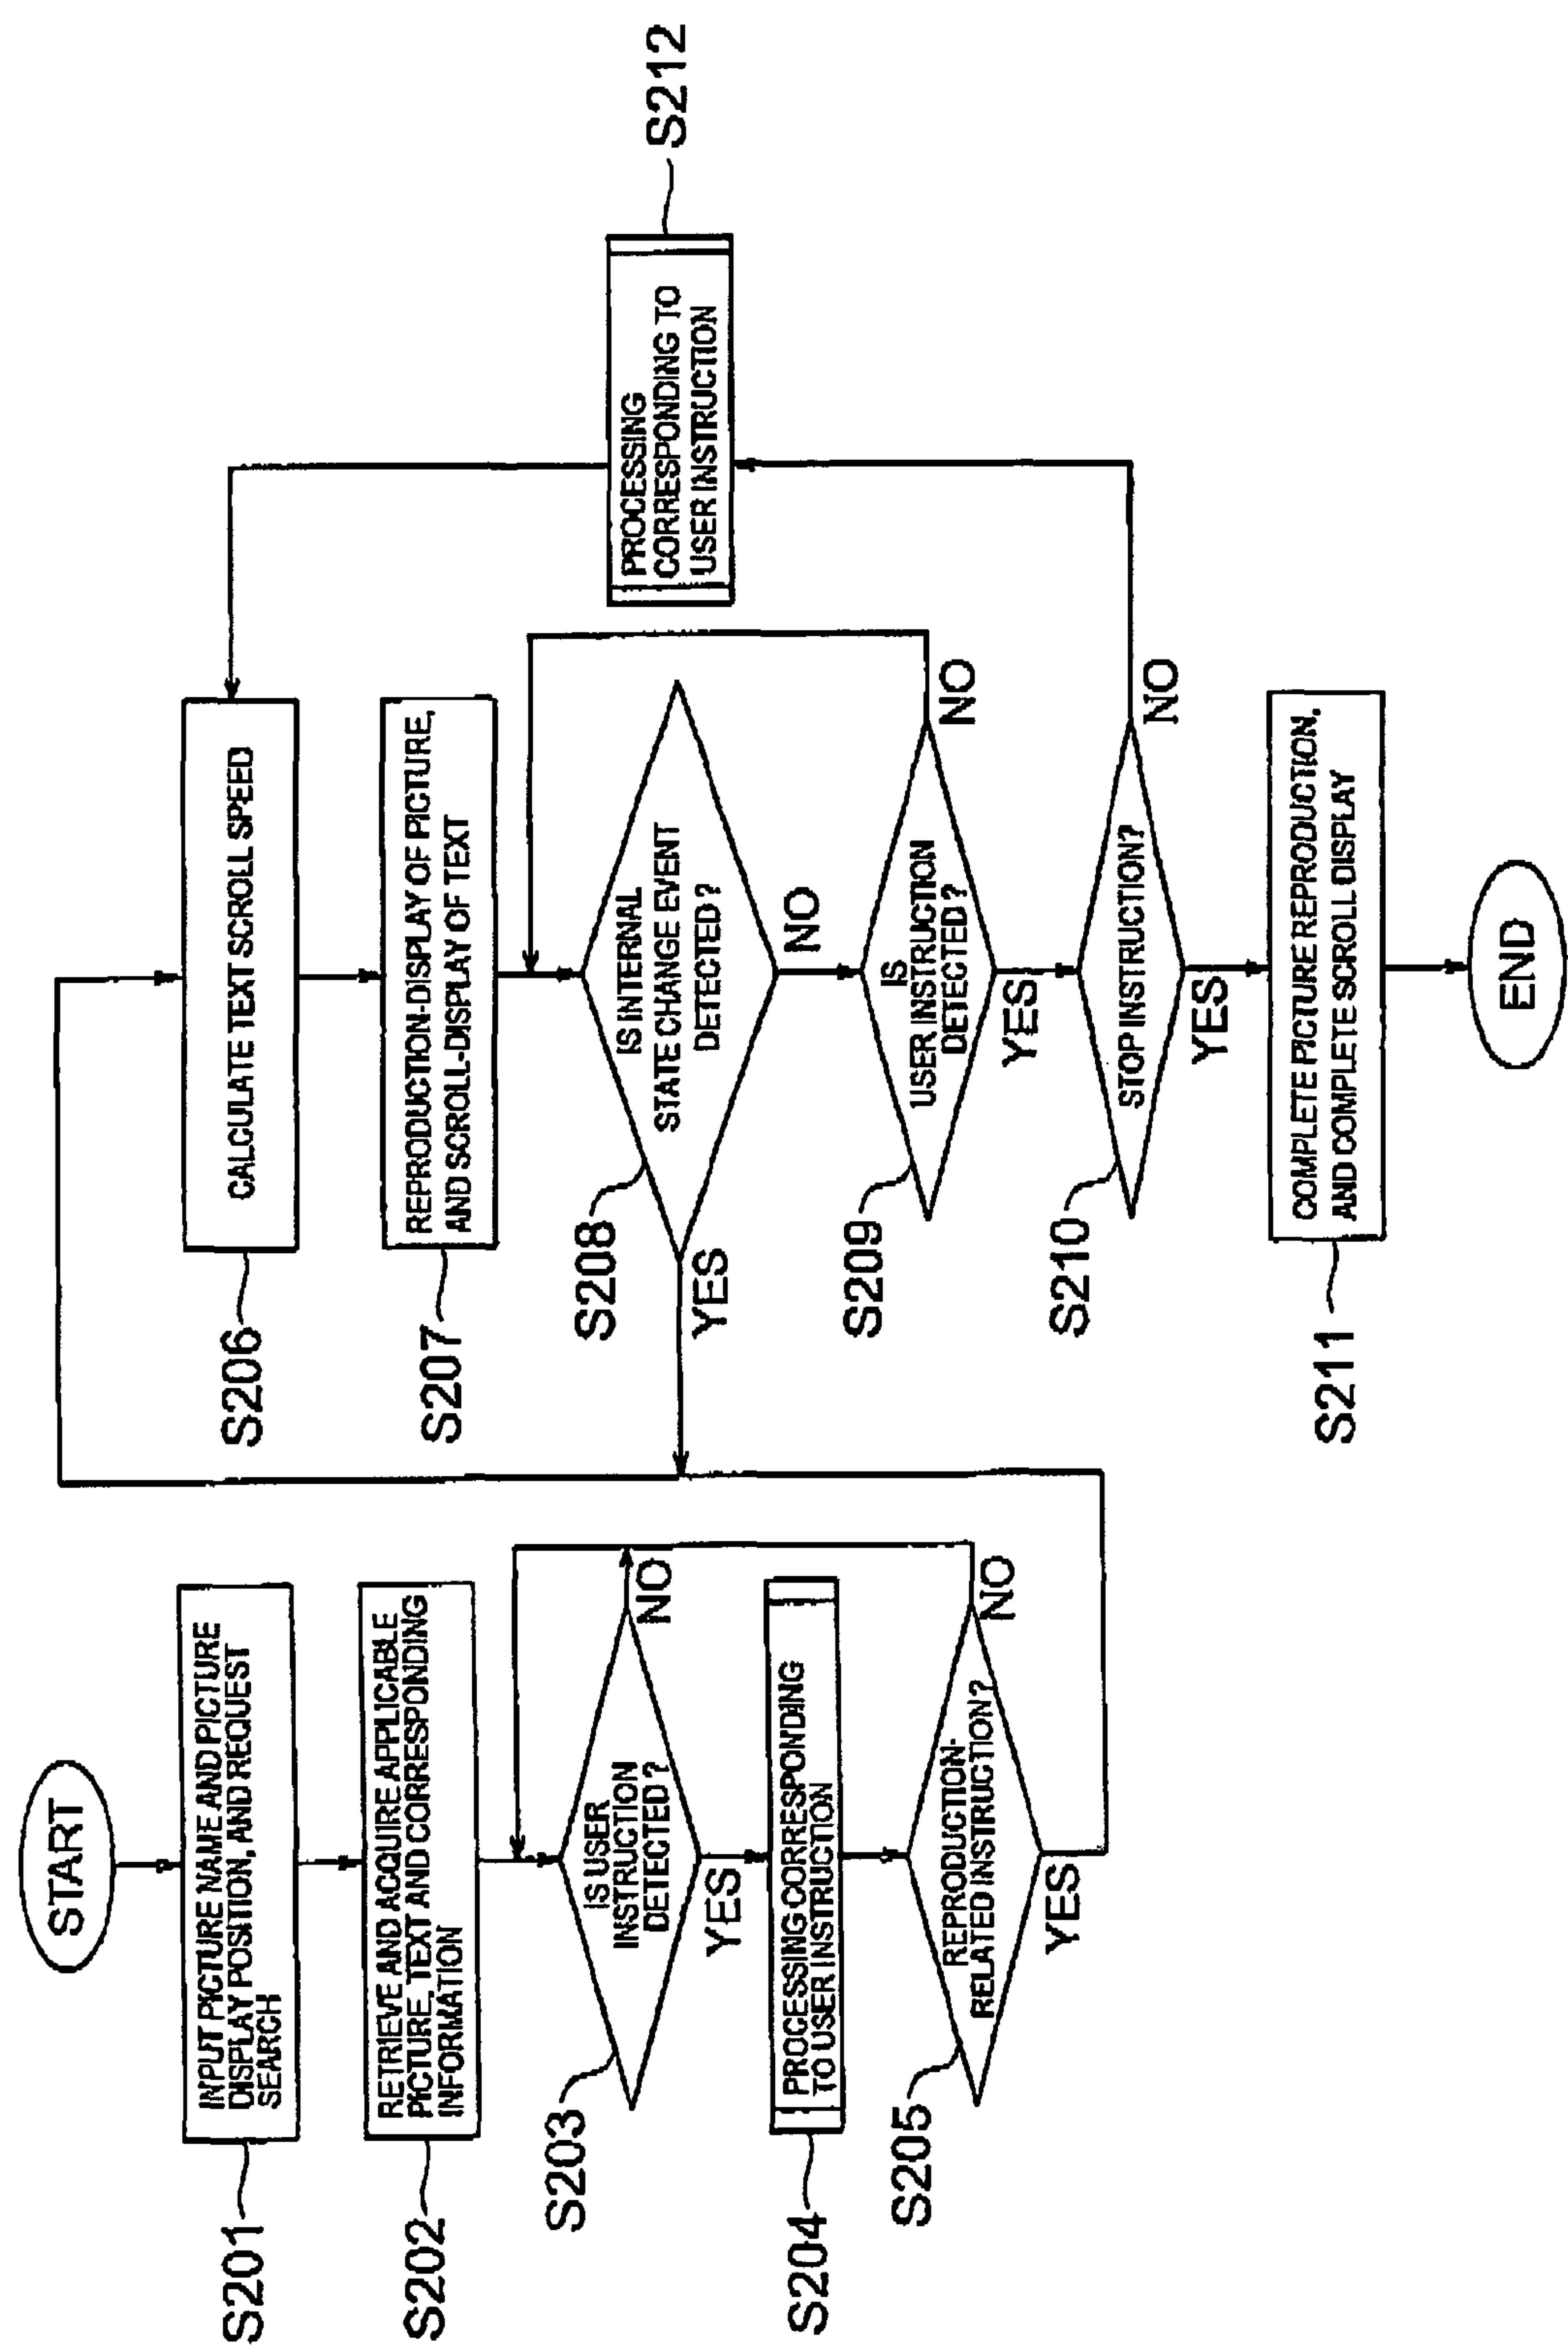 START
INPUT PICTURE NAME AND PICTURE
DISPLAY POSITION, AND REQUEST
SEARCH
S201
RETRIEVE AND ACQUIRE APPLICABLE
PICTURE, TEXT AND CORRESPONDING
INFORMATION
S202
IS USER
INSTRUCTION
DETECTED?
S203
NO
YES
PROCESSING CORRESPONDING
TO USER INSTRUCTION
S204
REPRODUCTION-
RELATED INSTRUCTION?
S205
NO
YES
CALCULATE TEXT SCROLL SPEED
S206
REPRODUCTION-DISPLAY OF PICTURE,
AND SCROLL-DISPLAY OF TEXT
S207
IS INTERNAL
STATE CHANGE EVENT
DETECTED?
S208
YES
NO
IS
USER INSTRUCTION
DETECTED?
S209
NO
YES
STOP INSTRUCTION?
S210
NO
YES
COMPLETE PICTURE REPRODUCTION,
AND COMPLETE SCROLL DISPLAY
S211
END
PROCESSING
CORRESPONDING TO
USER INSTRUCTION
S212